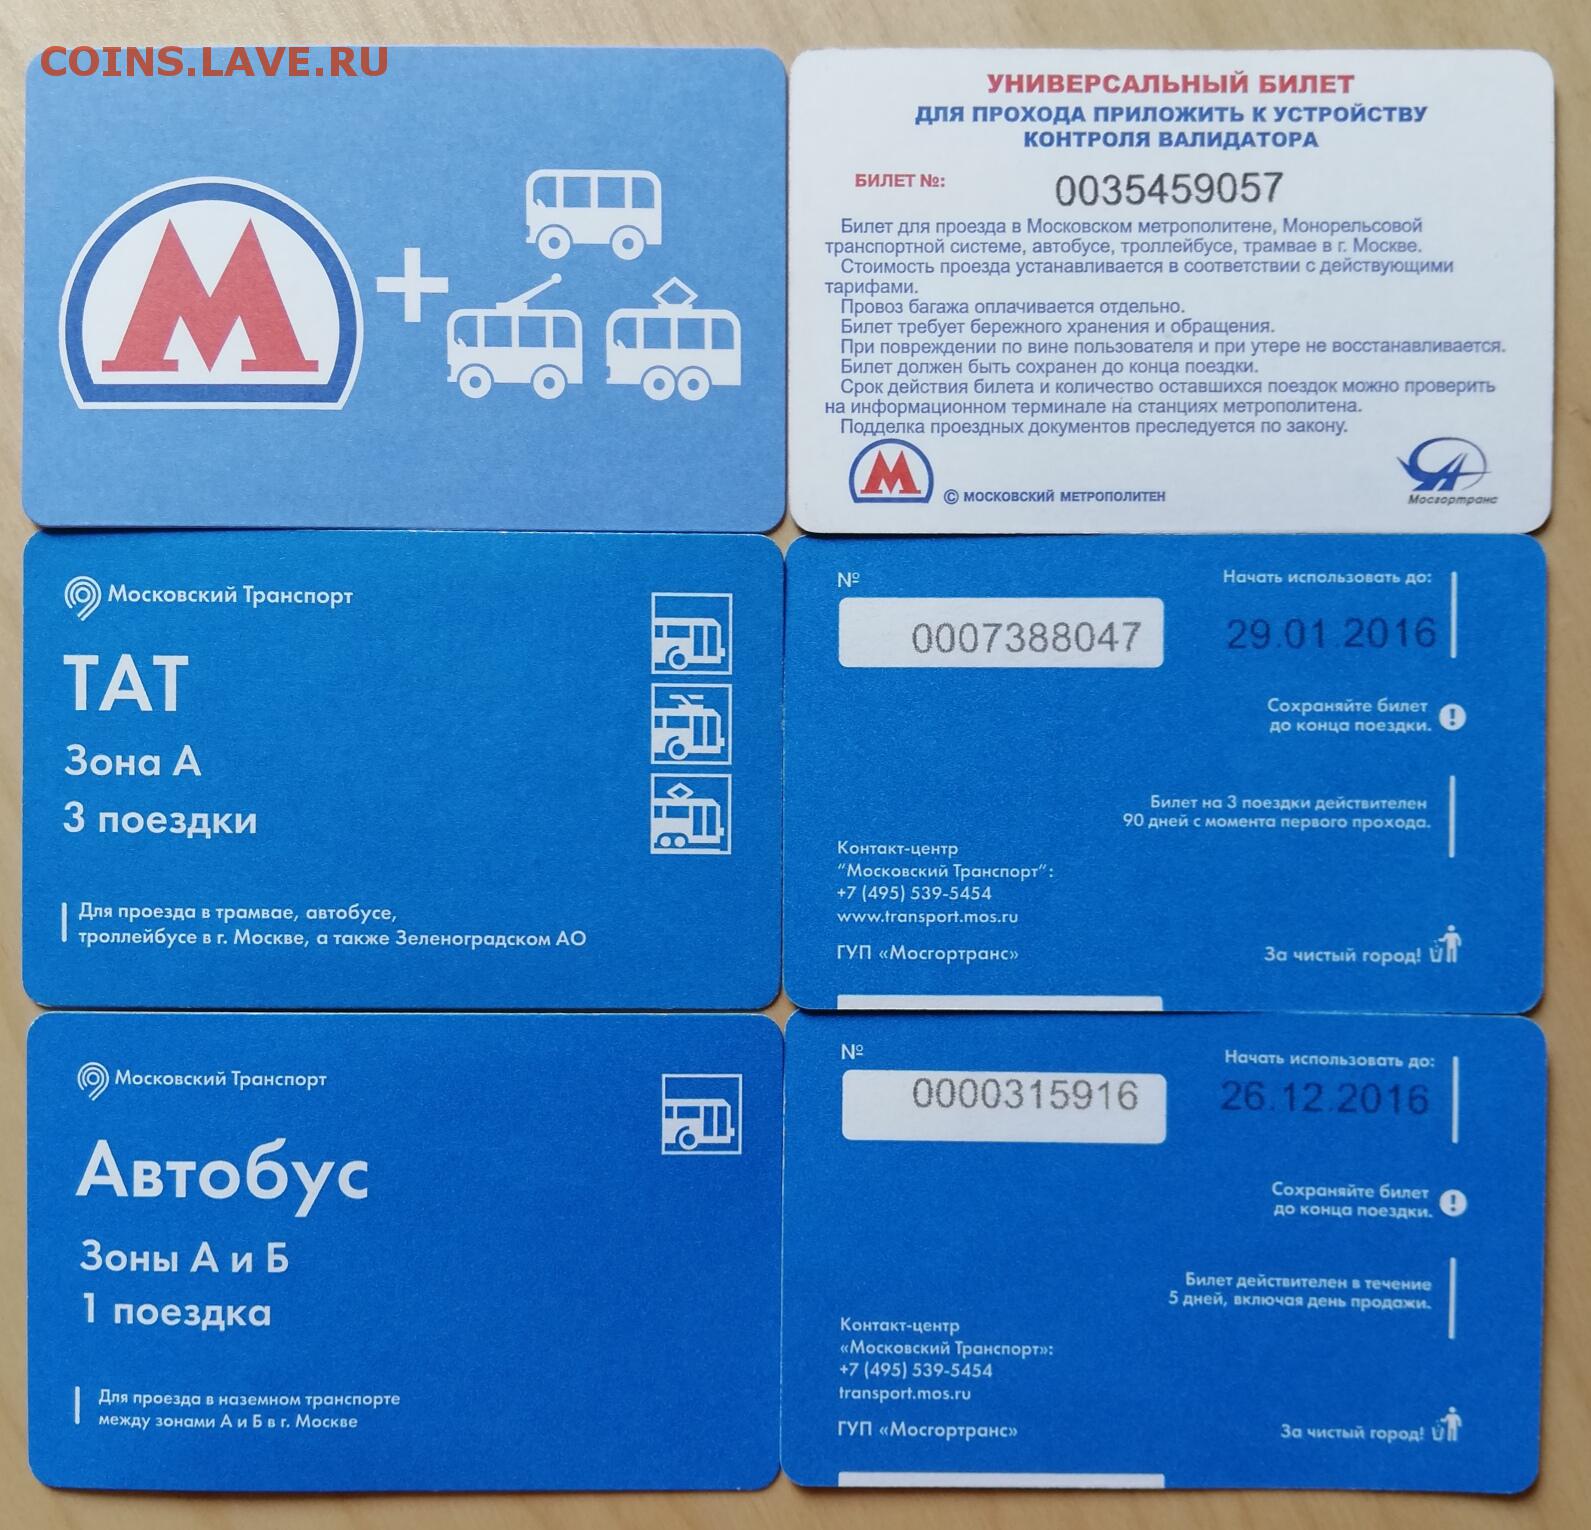 COINS.LAVE.RU
М
+
УНИВЕРСАЛЬНЫЙ БИЛЕТ
ДЛЯ ПРОХОДА ПРИЛОЖИТЬ К УСТРОЙСТВУ
КОНТРОЛЯ ВАЛИДАТОРА
БИЛЕТ №: 0035459057
Билет для проезда в Московском метрополитене, Монорельсовой
транспортной системе, автобусе, троллейбусе, трамвае в г. Москве.
Стоимость проезда устанавливается в соответствии с действующими
тарифами.
Провоз багажа оплачивается отдельно.
Билет требует бережного хранения и обращения.
При повреждении по вине пользователя и при утере не восстанавливается.
Билет должен быть сохранен до конца поездки.
Срок действия билета и количество оставшихся поездок можно проверить
на информационном терминале на станциях метрополитена.
Подделка проездных документов преследуется по закону.
М © МОСКОВСКИЙ МЕТРОПОЛИТЕН
Мосгортранс
Московский Транспорт
ТАТ
Зона А
3 поездки
Для проезда в трамвае, автобусе,
троллейбусе в г. Москве, а также Зеленоградском АО
№
0007388047
Начать использовать до:
29.01.2016
Сохраняйте билет
до конца поездки.
Билет на 3 поездки действителен
90 дней с момента первого прохода.
Контакт-центр
"Московский Транспорт":
+7 (495) 539-5454
www.transport.mos.ru
ГУП «Мосгортранс»
За чистый город!
Московский Транспорт
Автобус
Зоны А и Б
1 поездка
Для проезда в наземном транспорте
между зонами А и Б в г. Москве
№
0000315916
Начать использовать до:
26.12.2016
Сохраняйте билет
до конца поездки.
Билет действителен в течение
5 дней, включая день продажи.
Контакт-центр
«Московский Транспорт»:
+7 (495) 539-5454
transport.mos.ru
ГУП «Мосгортранс»
За чистый город!